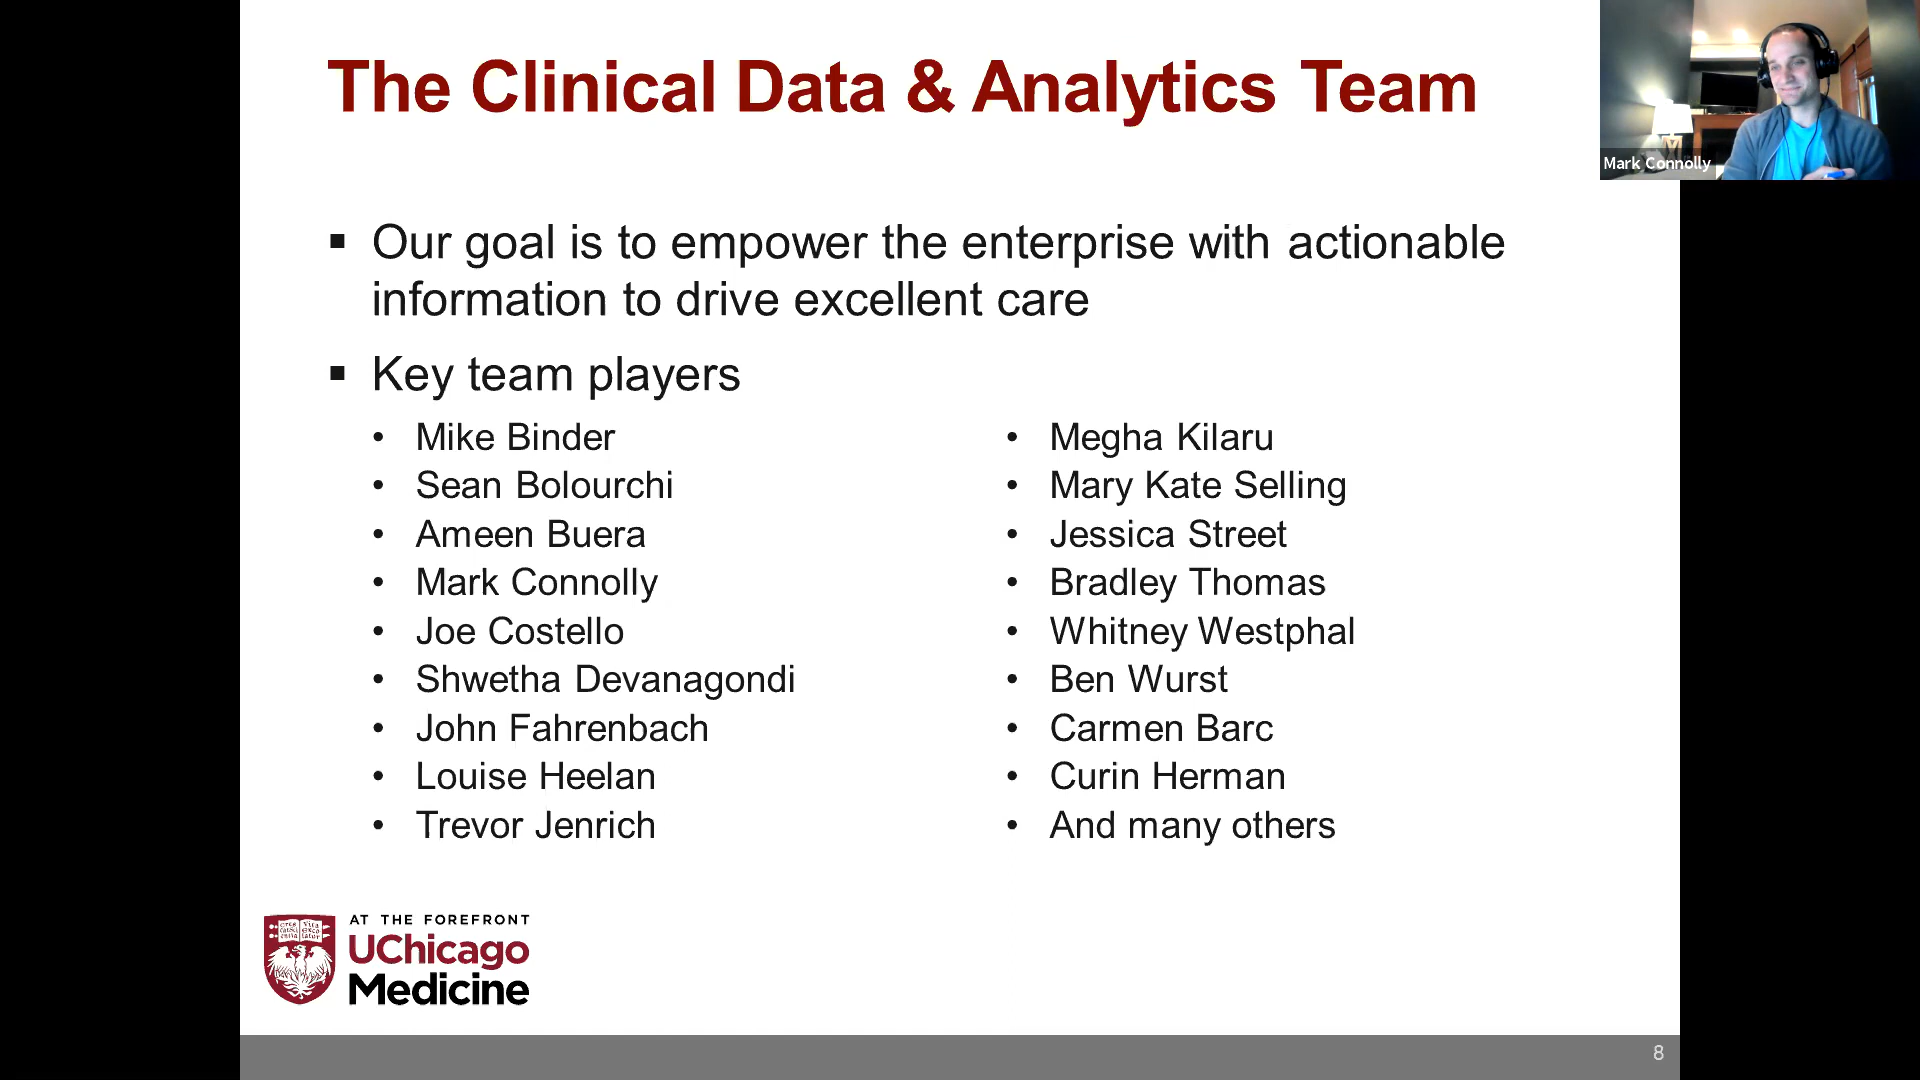 The Clinical Data & Analytics Team
Mark Connolly
Our goal is to empower the enterprise with actionable
information to drive excellent care
Key team players
Mike Binder
Sean Bolourchi
Ameen Buera
Mark Connolly
Joe Costello
Shwetha Devanagondi
John Fahrenbach
Louise Heelan
Trevor Jenrich
Megha Kilaru
Mary Kate Selling
Jessica Street
Bradley Thomas
Whitney Westphal
Ben Wurst
Carmen Barc
Curin Herman
And many others
AT THE FOREFRONT
UChicago
Medicine
8